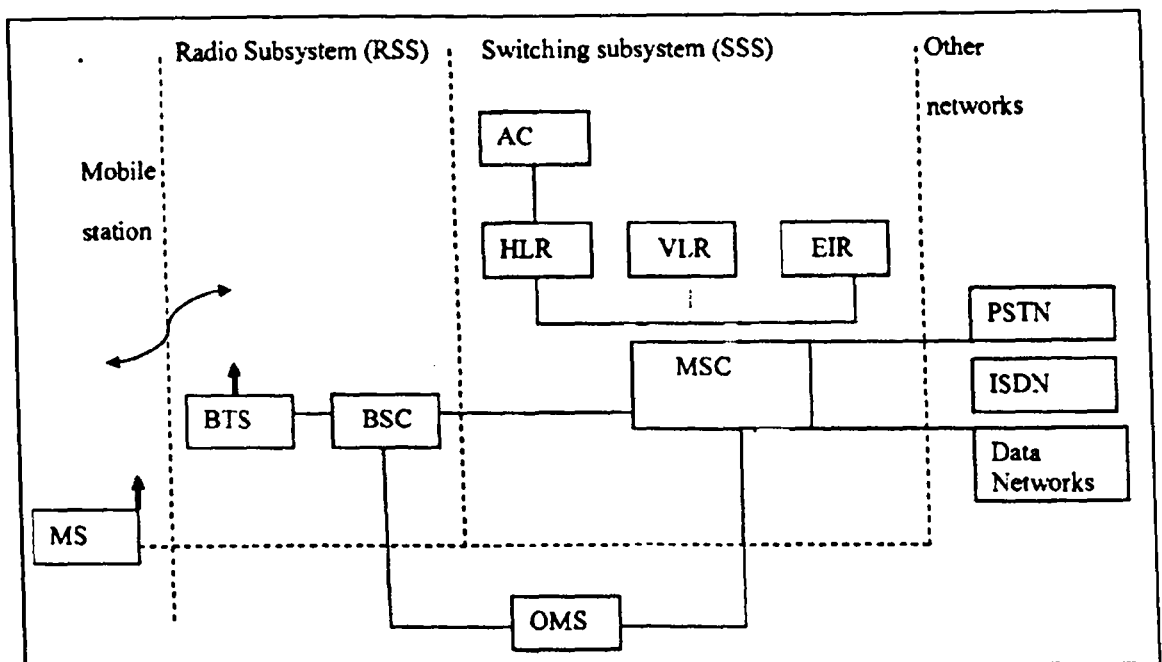 Radio Subsystem (RSS)
Switching subsystem (SSS)
Other
networks
Mobile
station
AC
HLR
VLR
EIR
PSTN
MSC
ISDN
BTS
BSC
Data
Networks
MS
OMS